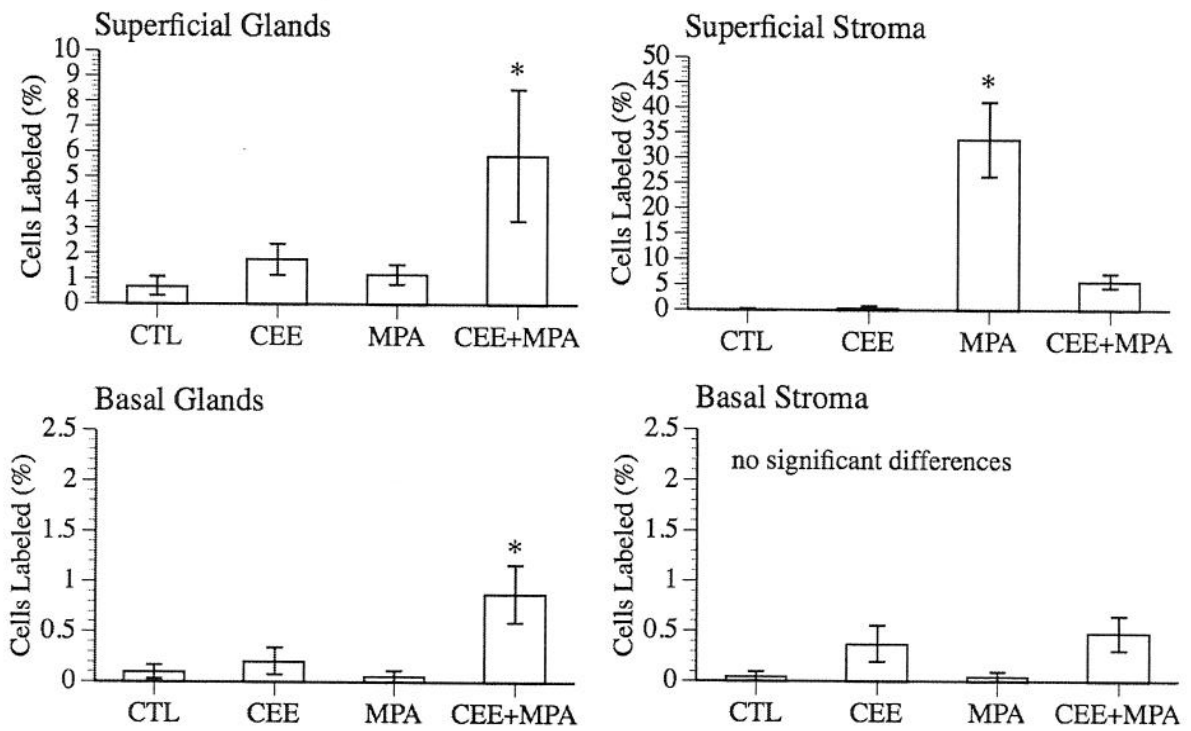 Superficial Glands
Cells Labeled (%)
10
9
8
7
6
5
4
3
2
1
0
*
CTL CEE MPA CEE+MPA
Superficial Stroma
Cells Labeled (%)
50
45
40
35
30
25
20
15
10
5
0
*
CTL CEE MPA CEE+MPA
Basal Glands
Cells Labeled (%)
2.5
2
1.5
1
0.5
0
*
CTL CEE MPA CEE+MPA
Basal Stroma
Cells Labeled (%)
2.5
2
1.5
1
0.5
0
no significant differences
CTL CEE MPA CEE+MPA